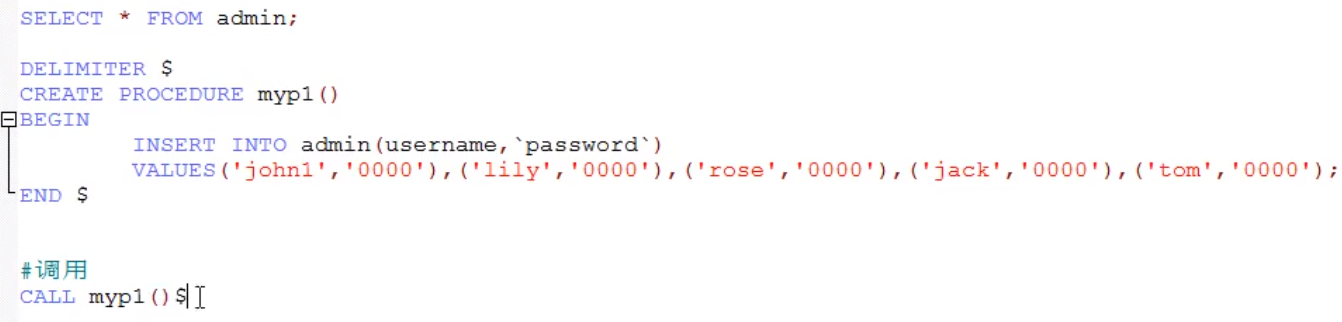 SELECT * FROM admin;
DELIMITER $
CREATE PROCEDURE myp1()
BEGIN
INSERT INTO admin(username,`password`)
VALUES('john1','0000'),('lily','0000'),('rose','0000'),('jack','0000'),('tom','0000');
END $
#调用
CALL myp1()$